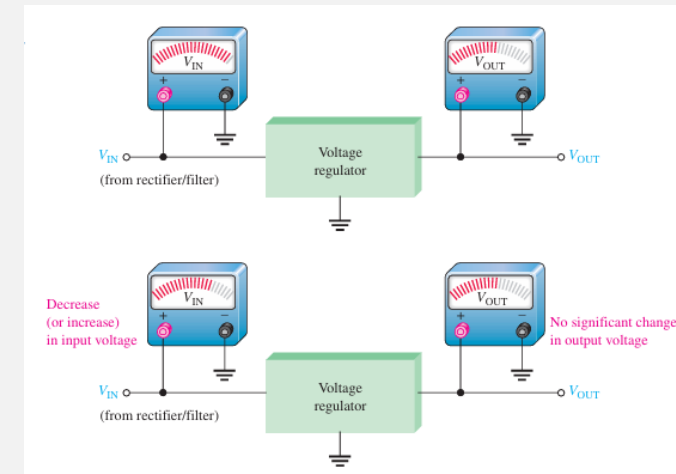 VIN
VOUT
+ −
+ −
Voltage
regulator
VIN
VOUT
(from rectifier/filter)
VIN
VOUT
Decrease
(or increase)
in input voltage
+ −
+ −
No significant change
in output voltage
Voltage
regulator
VIN
VOUT
(from rectifier/filter)